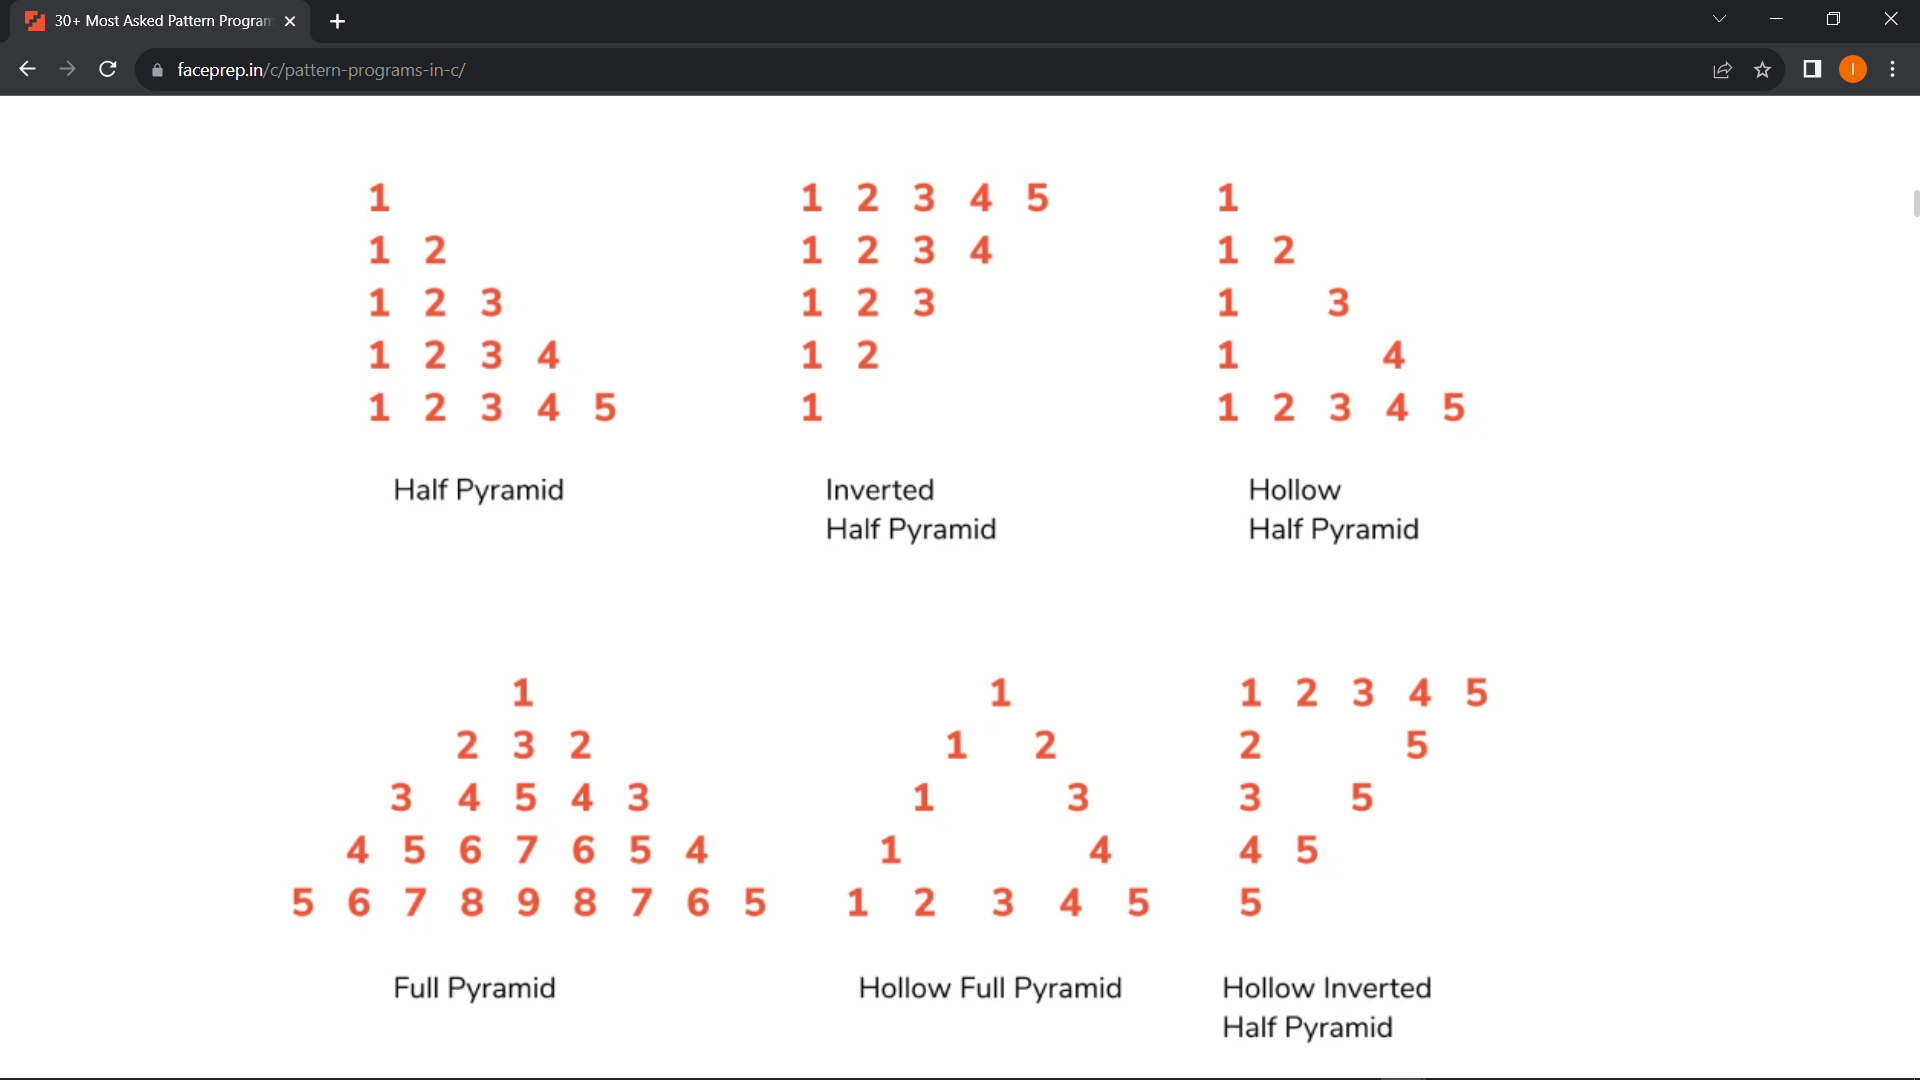 30+ Most Asked Pattern Program
faceprep.in/c/pattern-programs-in-c/
I
1
1 2
1 2 3
1 2 3 4
1 2 3 4 5
Half Pyramid
1 2 3 4 5
1 2 3 4
1 2 3
1 2
1
Inverted
Half Pyramid
1
1 2
1 3
1 4
1 2 3 4 5
Hollow
Half Pyramid
1
2 3 2
3 4 5 4 3
4 5 6 7 6 5 4
5 6 7 8 9 8 7 6 5
Full Pyramid
1
1 2
1 3
1 4
1 2 3 4 5
Hollow Full Pyramid
1 2 3 4 5
2 5
3 5
4 5
5
Hollow Inverted
Half Pyramid